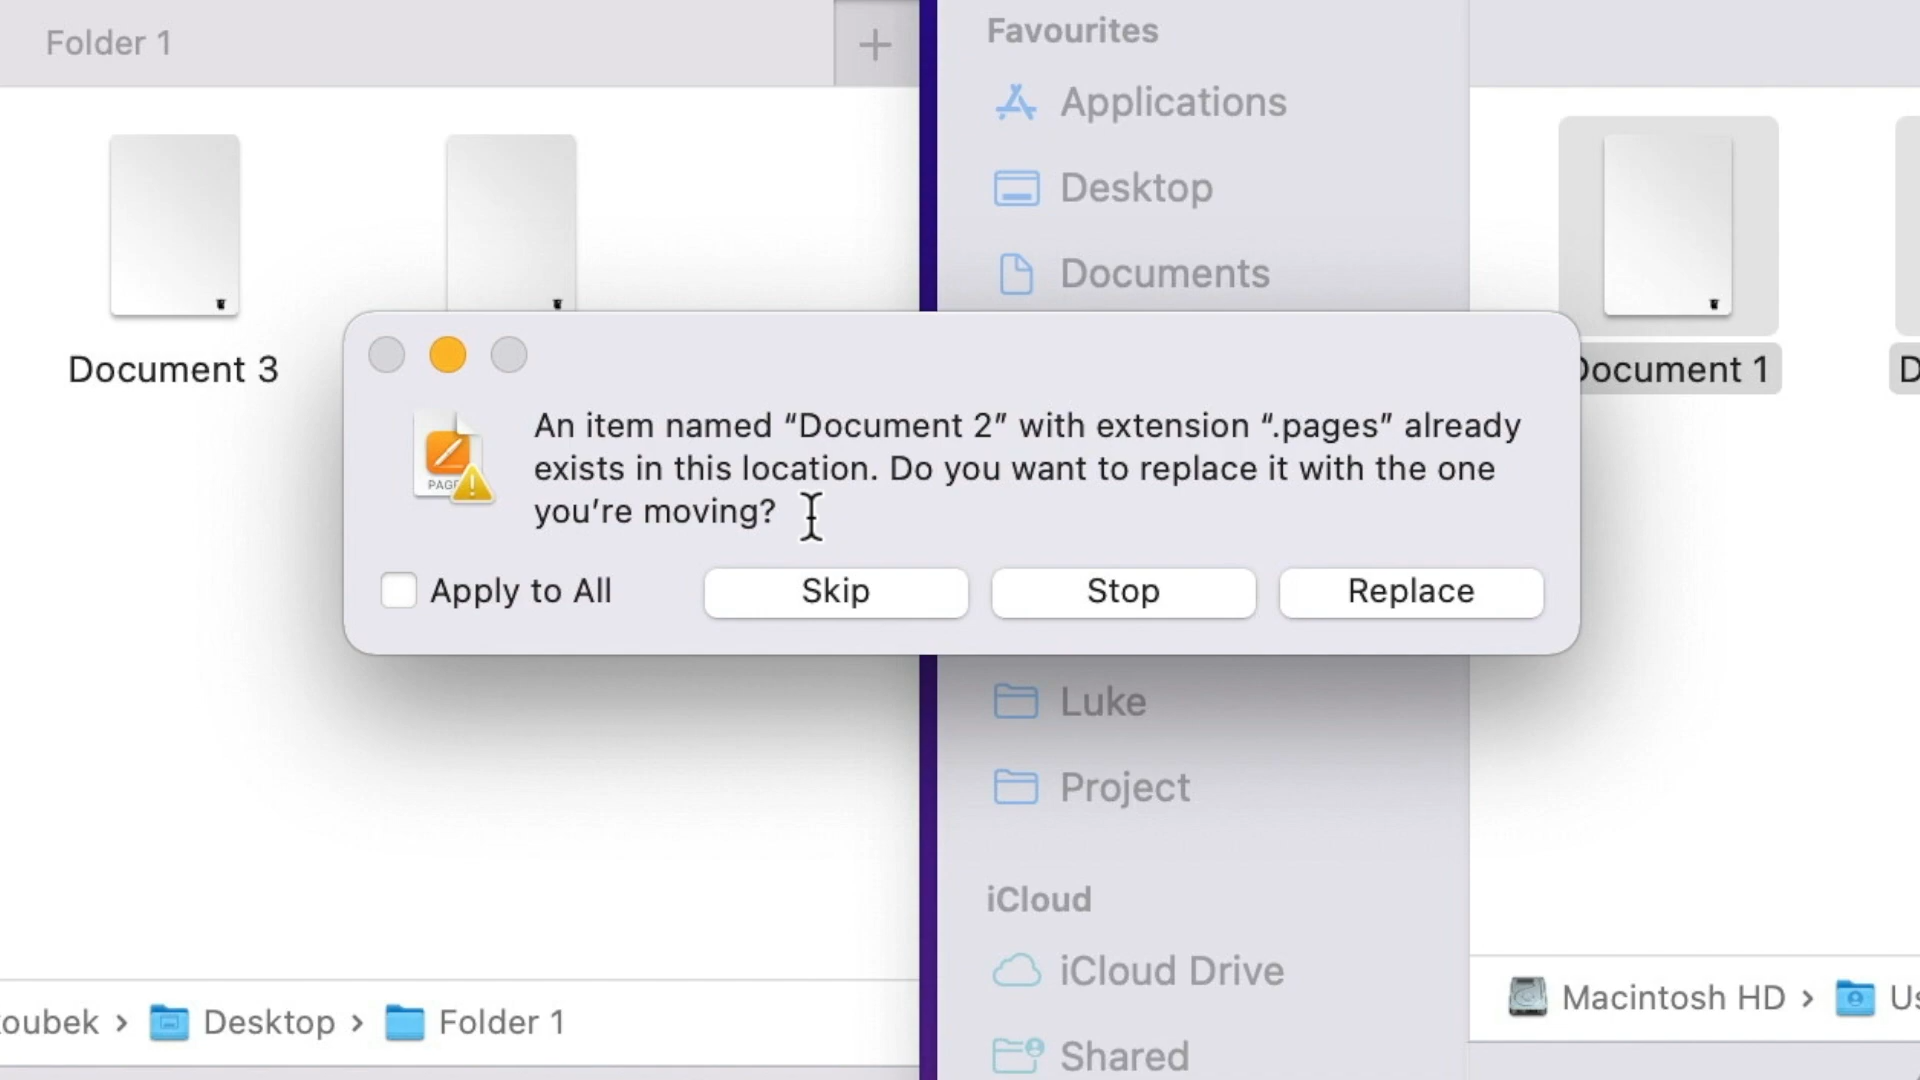 Folder 1
Document 3
koubek › Desktop › Folder 1
Favourites
Applications
Desktop
Documents
An item named “Document 2” with extension “.pages” already
exists in this location. Do you want to replace it with the one
you’re moving?
Apply to All
Skip
Stop
Replace
Luke
Project
iCloud
iCloud Drive
Shared
Document 1
Macintosh HD ›